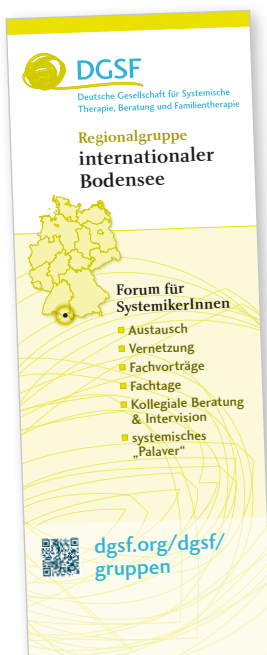 DGSF
Deutsche Gesellschaft für Systemische
Therapie, Beratung und Familientherapie
Regionalgruppe
internationaler
Bodensee
Forum für
SystemikerInnen
Austausch
Vernetzung
Fachvorträge
Fachtage
Kollegiale Beratung
& Intervision
systemisches
„Palaver“
dgsf.org/dgsf/
gruppen